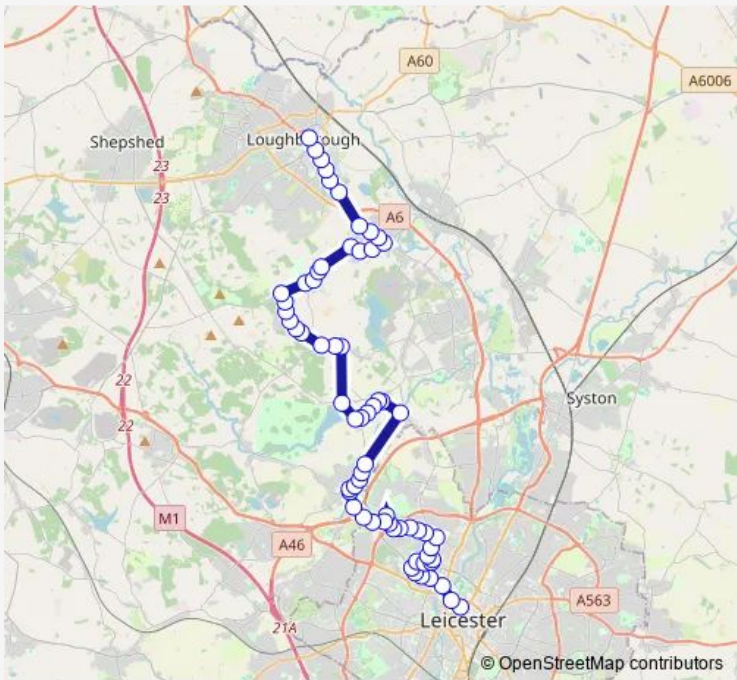 A60
A6006
Shepshed
Loughborough
23
23
A6
22
22
Syston
M1
A46
A563
Leicester
21A
© OpenStreetMap contributors